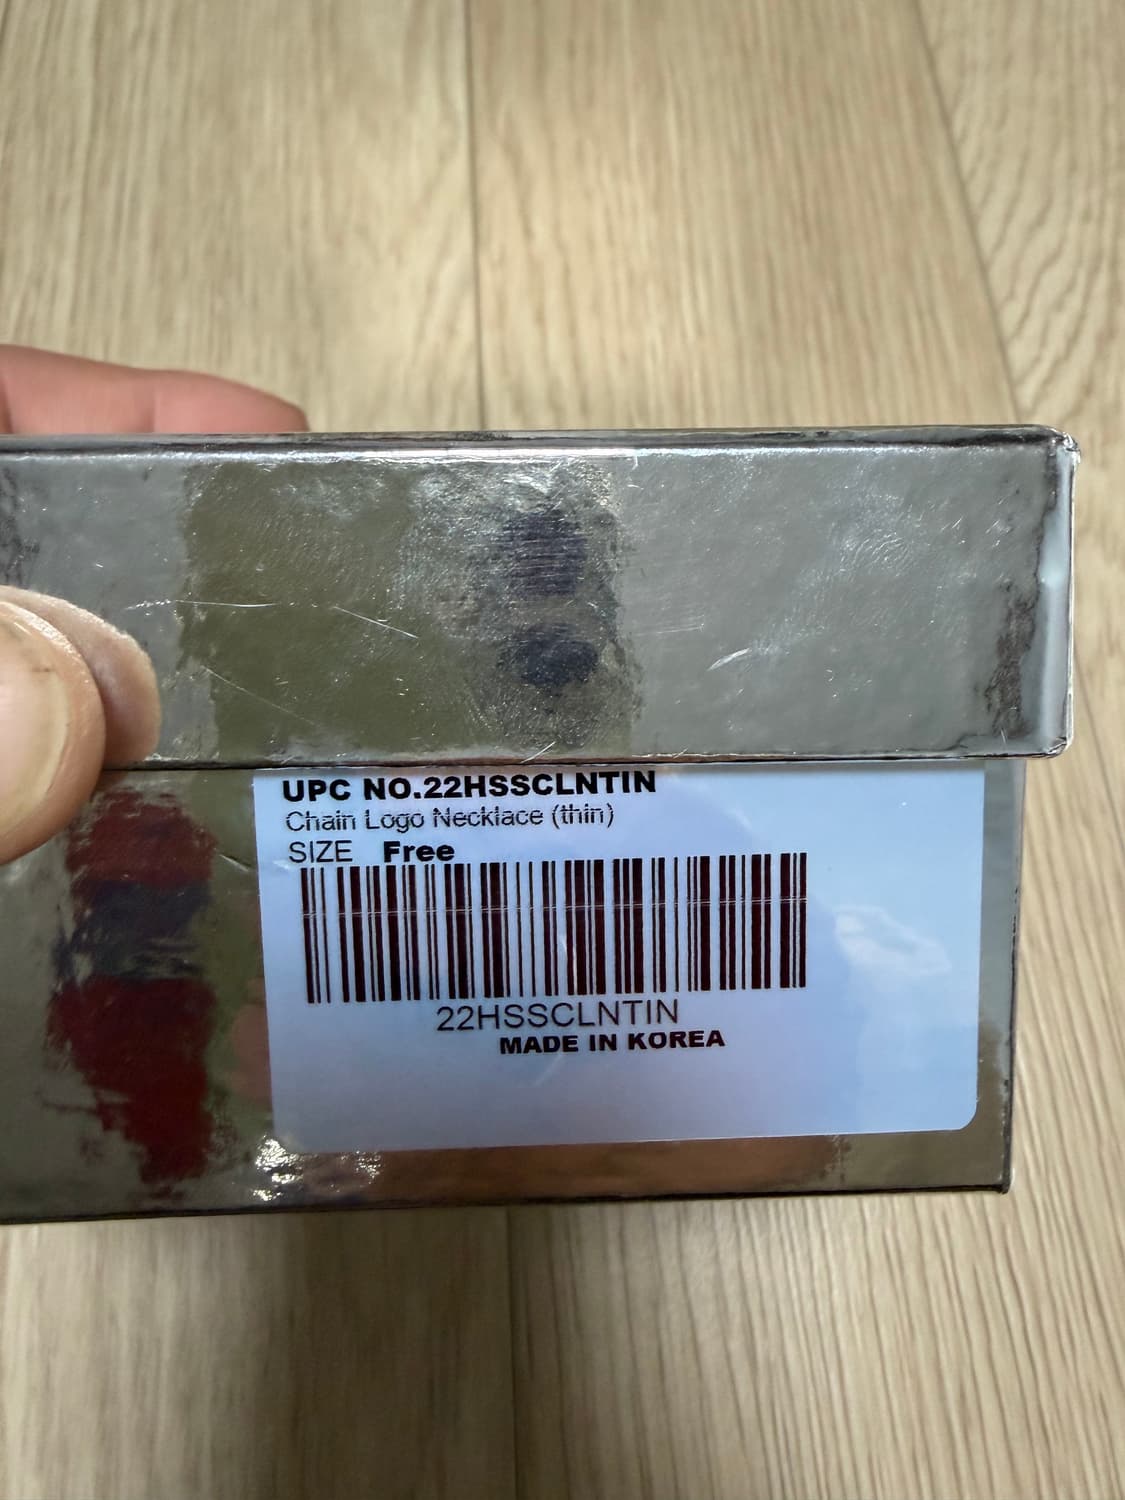 UPC NO.22HSSCLNTIN
Chain Logo Necklace (thin)
SIZE Free
22HSSCLNTIN
MADE IN KOREA